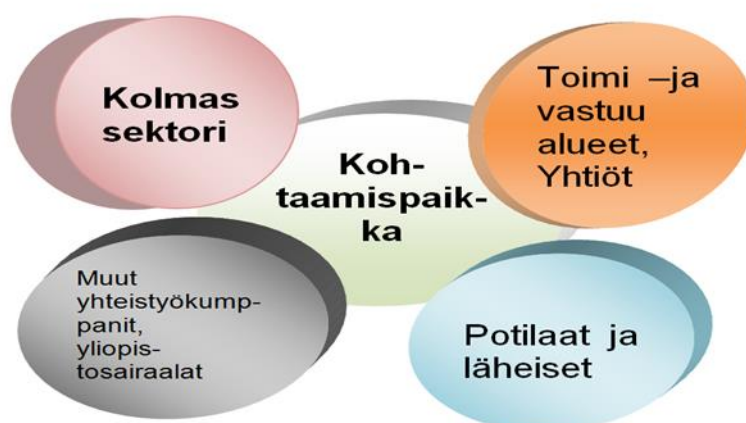 Kolmas
sektori
Toimi –ja
vastuu
alueet,
Yhtiöt
Koh-
taamispaik-
ka
Muut
yhteistyökump-
panit,
yliopis-
tosairaalat
Potilaat ja
läheiset